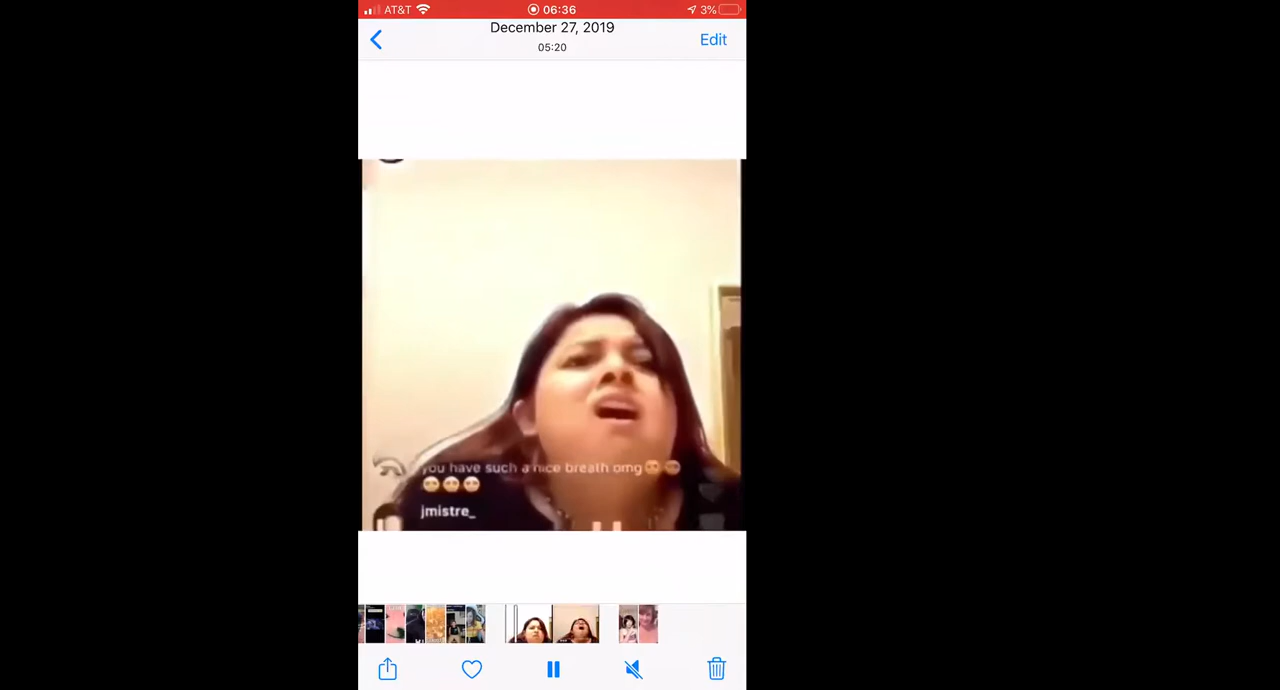 AT&T 06:36 3%
December 27, 2019
05:20
Edit
you have such a nice breath omg
jmistre_